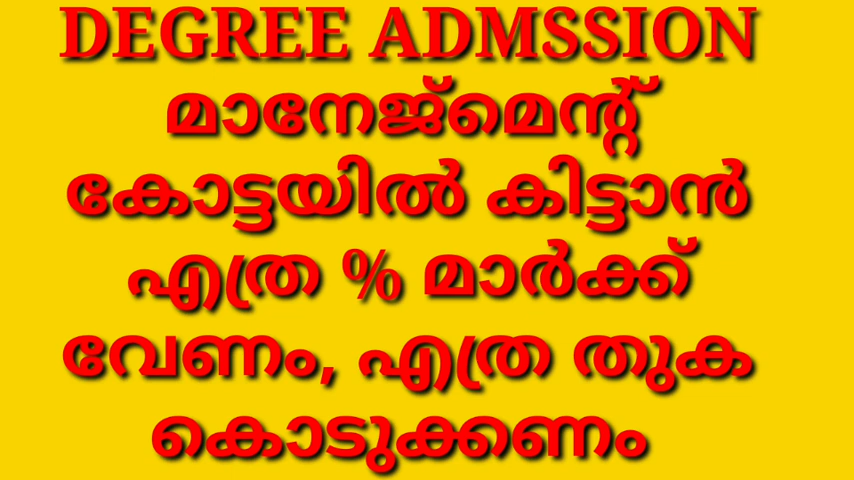 DEGREE ADMSSION
മാനേജ്മെന്റ്
കോട്ടയിൽ കിട്ടാൻ
എത്ര % മാർക്ക്
വേണം, എത്ര തുക
കൊടുക്കണം